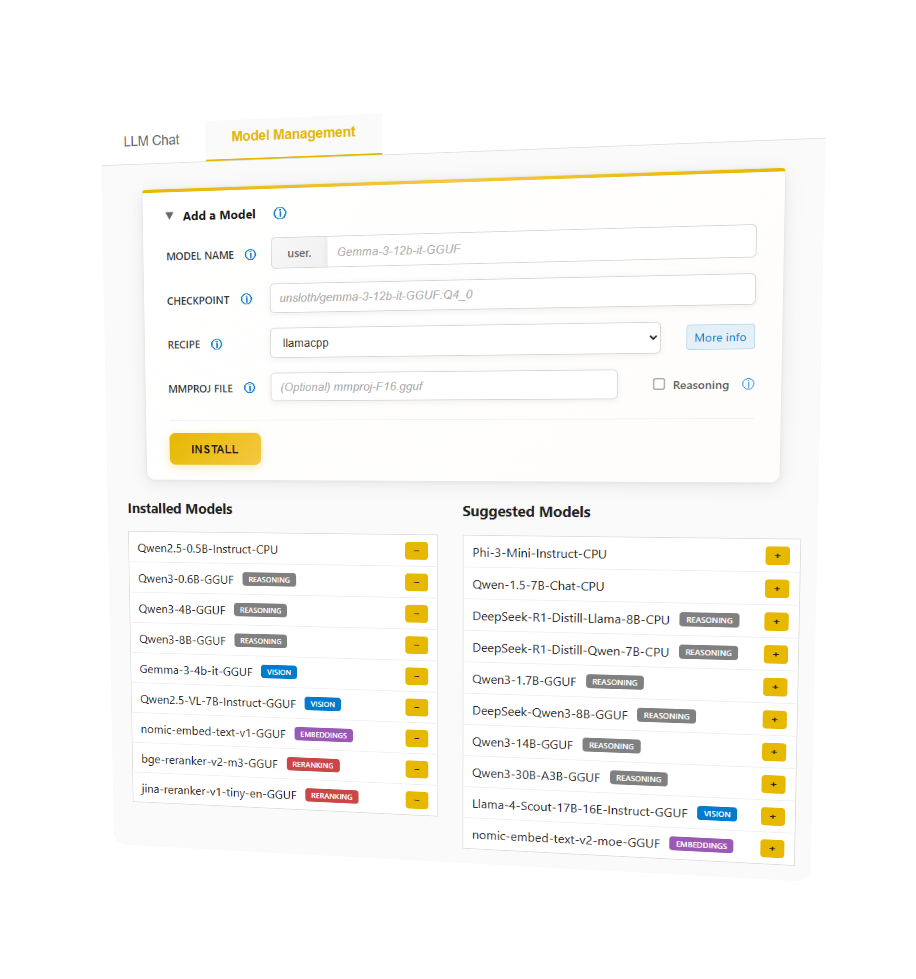 LLM Chat
Model Management
▼ Add a Model ⓘ
MODEL NAME ⓘ user. Gemma-3-12b-it-GGUF
CHECKPOINT ⓘ unsloth/gemma-3-12b-it-GGUF:Q4_0
RECIPE ⓘ llamacpp More info
MMPROJ FILE ⓘ (Optional) mmproj-F16.gguf Reasoning ⓘ
INSTALL
Installed Models
Qwen2.5-0.5B-Instruct-CPU −
Qwen3-0.6B-GGUF REASONING −
Qwen3-4B-GGUF REASONING −
Qwen3-8B-GGUF REASONING −
Gemma-3-4b-it-GGUF VISION −
Qwen2.5-VL-7B-Instruct-GGUF VISION −
nomic-embed-text-v1-GGUF EMBEDDINGS −
bge-reranker-v2-m3-GGUF RERANKING −
jina-reranker-v1-tiny-en-GGUF RERANKING −
Suggested Models
Phi-3-Mini-Instruct-CPU +
Qwen-1.5-7B-Chat-CPU +
DeepSeek-R1-Distill-Llama-8B-CPU REASONING +
DeepSeek-R1-Distill-Qwen-7B-CPU REASONING +
Qwen3-1.7B-GGUF REASONING +
DeepSeek-Qwen3-8B-GGUF REASONING +
Qwen3-14B-GGUF REASONING +
Qwen3-30B-A3B-GGUF REASONING +
Llama-4-Scout-17B-16E-Instruct-GGUF VISION +
nomic-embed-text-v2-moe-GGUF EMBEDDINGS +